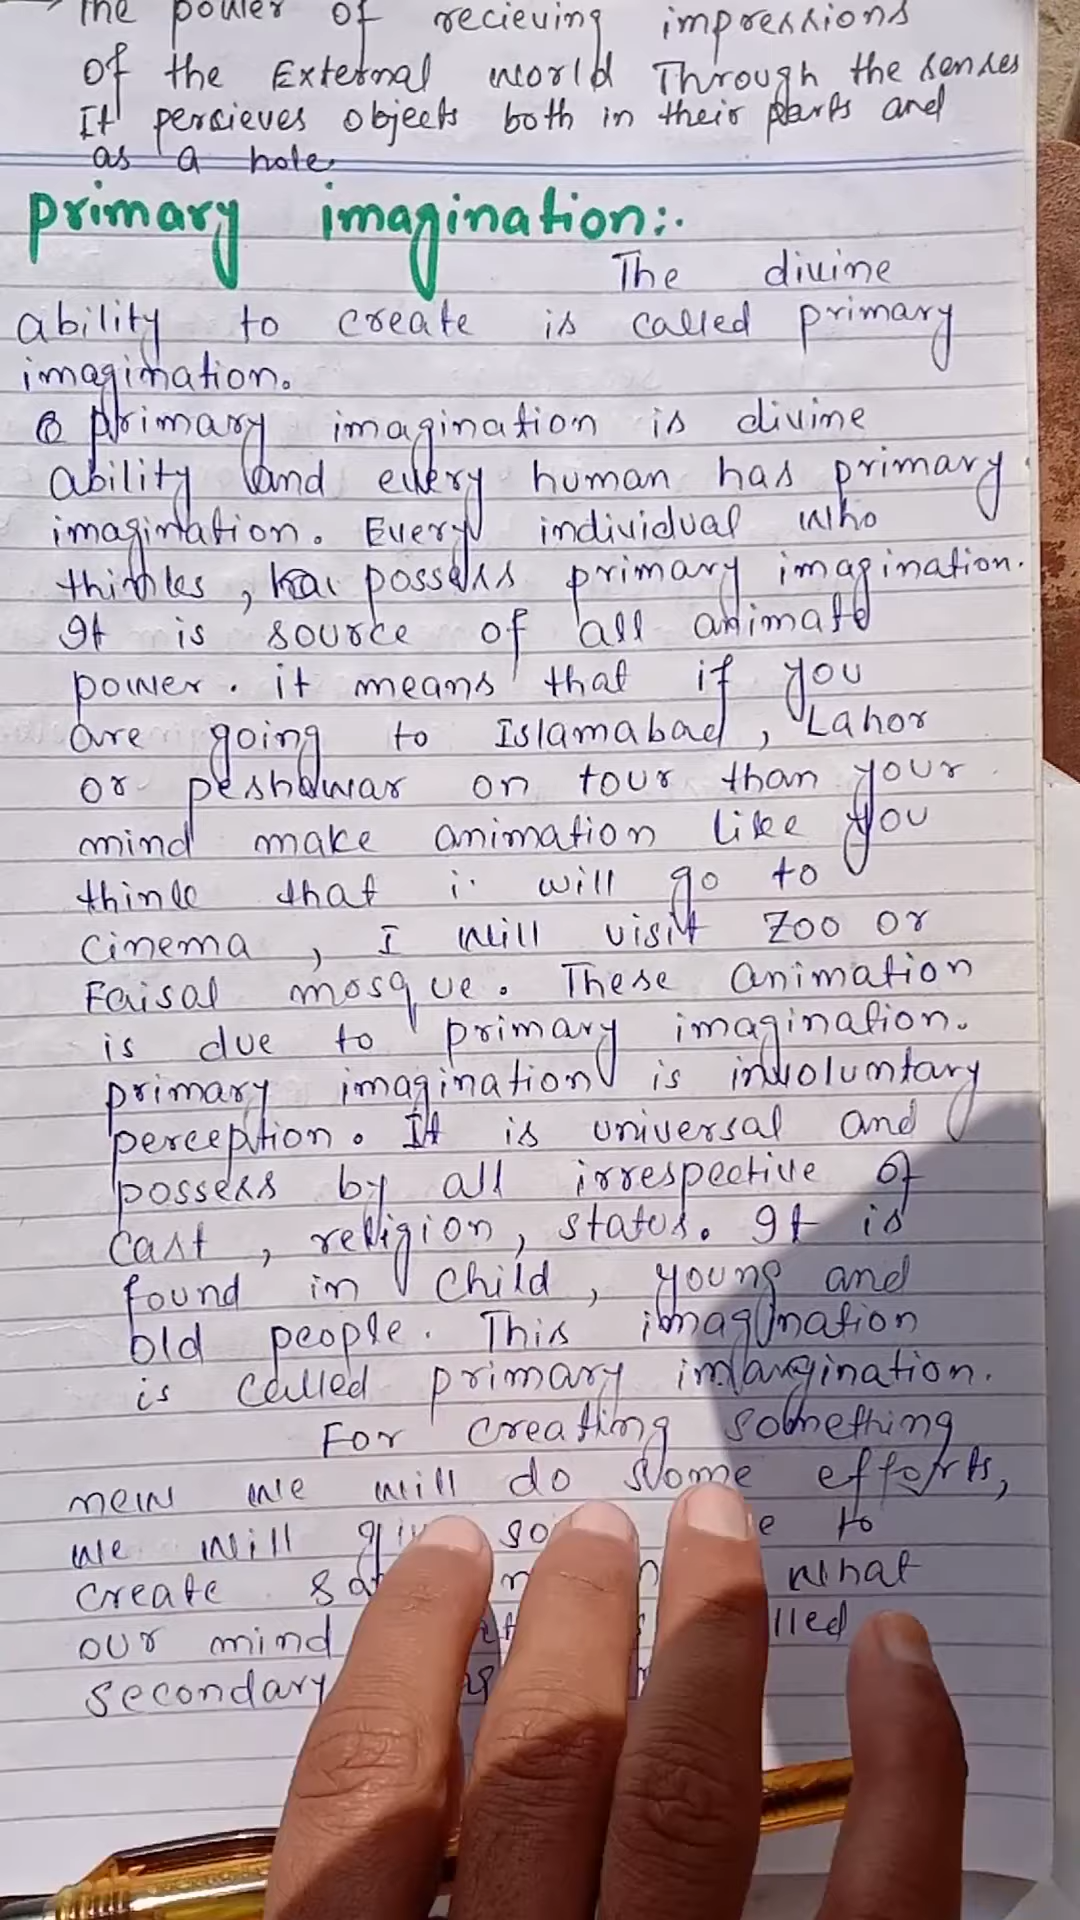 The power of recieving impressions
of the External world Through the senses
It percieves objects both in their parts and
as a hole.
primary imagination:.
The divine
ability to create is called primary
imagination.
primary imagination is divine
ability and every human has primary
imagination. Every individual who
thinkes, possess primary imagination.
It is source of all animate
power. it means that if you
are going to Islamabad, Lahor
or peshawar on tour than your
mind make animation like you
think that i will go to
cinema, I will visit Zoo or
Faisal mosque. These animation
is due to primary imagination.
primary imagination is involuntary
perception. It is universal and
possess by all irrespective of
cast, religion, status. It is
found in child, young and
old people. This imagination
is called primary imangination.
For creating something
new we will do some efforts,
we will to
create what
our mind
secondary